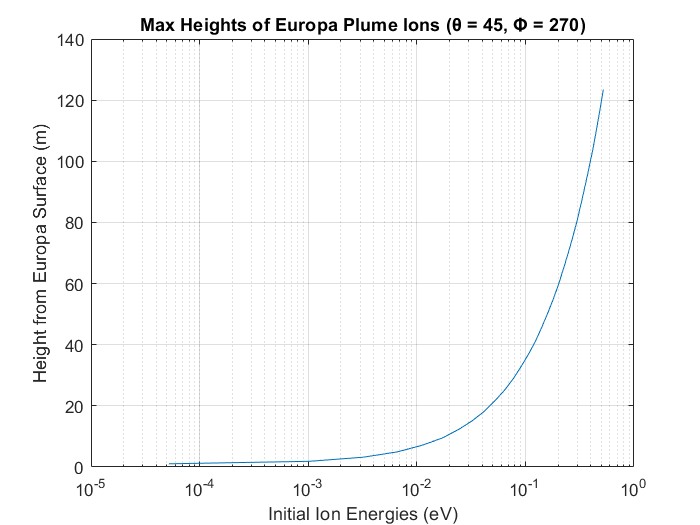 Max Heights of Europa Plume Ions (θ = 45, Φ = 270)
140
120
100
80
60
40
20
0
Height from Europa Surface (m)
10^-5 10^-4 10^-3 10^-2 10^-1 10^0
Initial Ion Energies (eV)